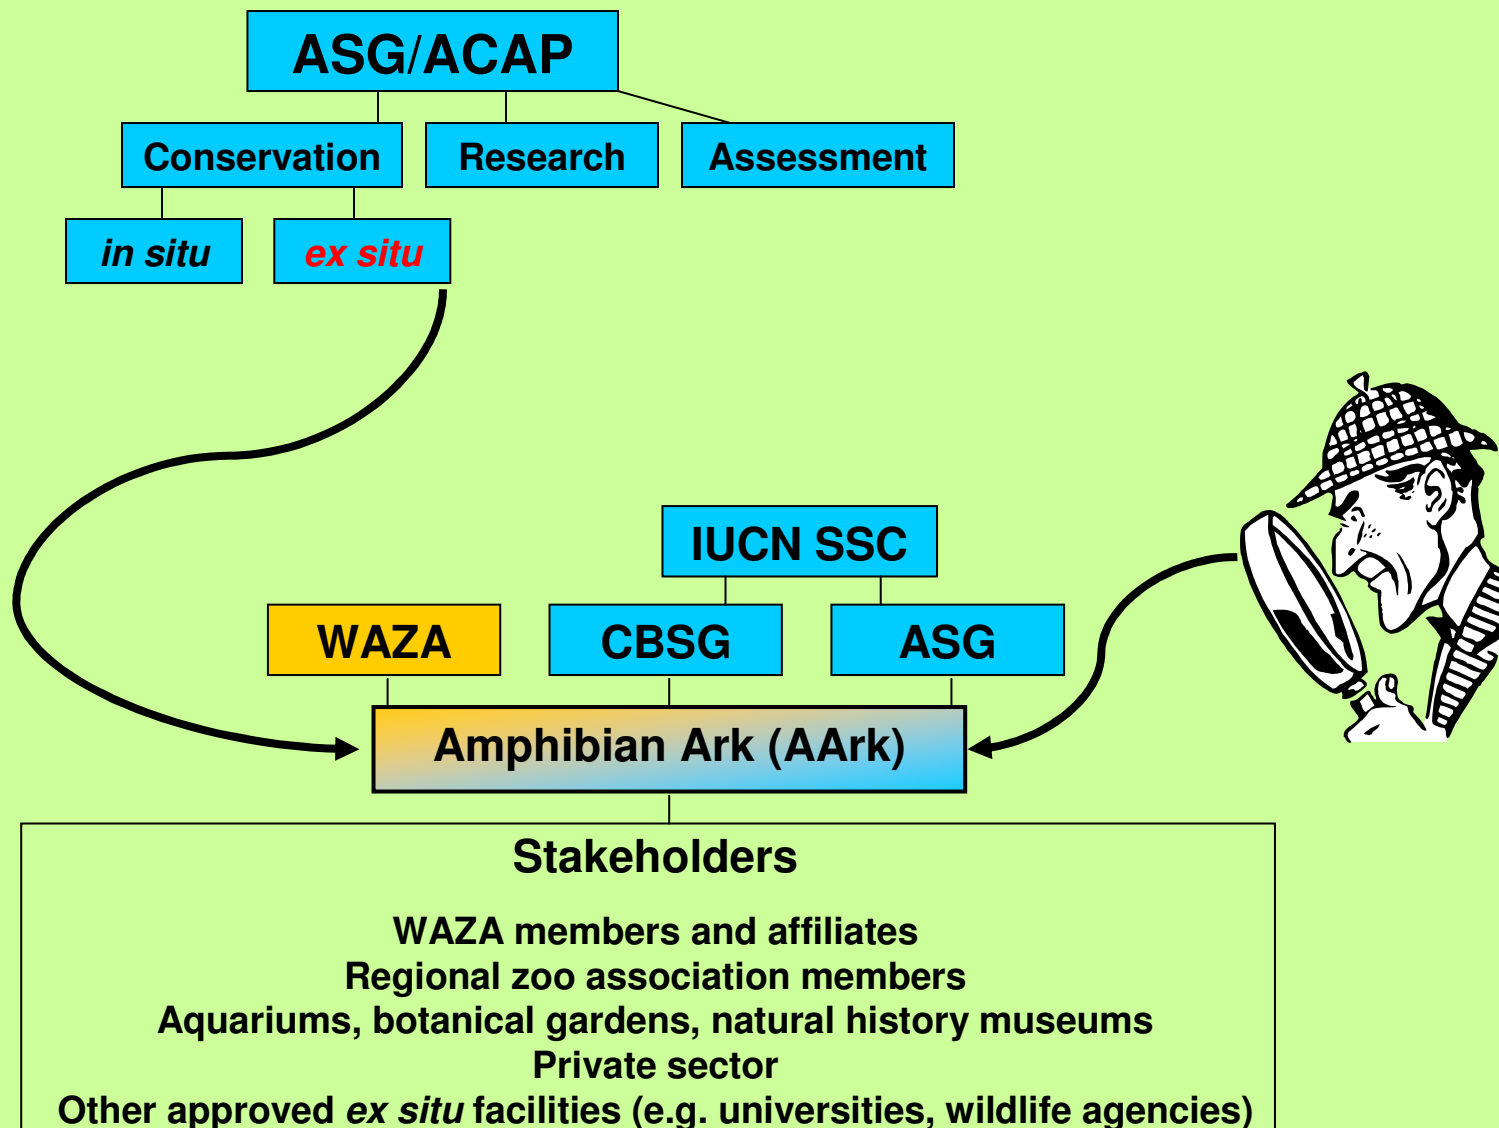 ASG/ACAP
Conservation
Research
Assessment
in situ
ex situ
IUCN SSC
WAZA
CBSG
ASG
Amphibian Ark (AArk)
Stakeholders
WAZA members and affiliates
Regional zoo association members
Aquariums, botanical gardens, natural history museums
Private sector
Other approved ex situ facilities (e.g. universities, wildlife agencies)